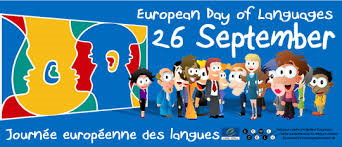 European Day of Languages
26 September
Journée européenne des langues